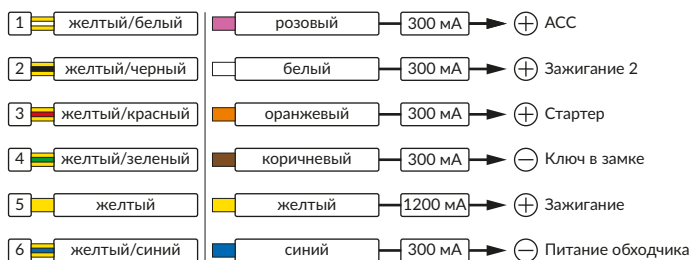 1 желтый/белый розовый 300 мА + АСС
2 желтый/черный белый 300 мА + Зажигание 2
3 желтый/красный оранжевый 300 мА + Стартер
4 желтый/зеленый коричневый 300 мА − Ключ в замке
5 желтый желтый 1200 мА + Зажигание
6 желтый/синий синий 300 мА − Питание обходчика